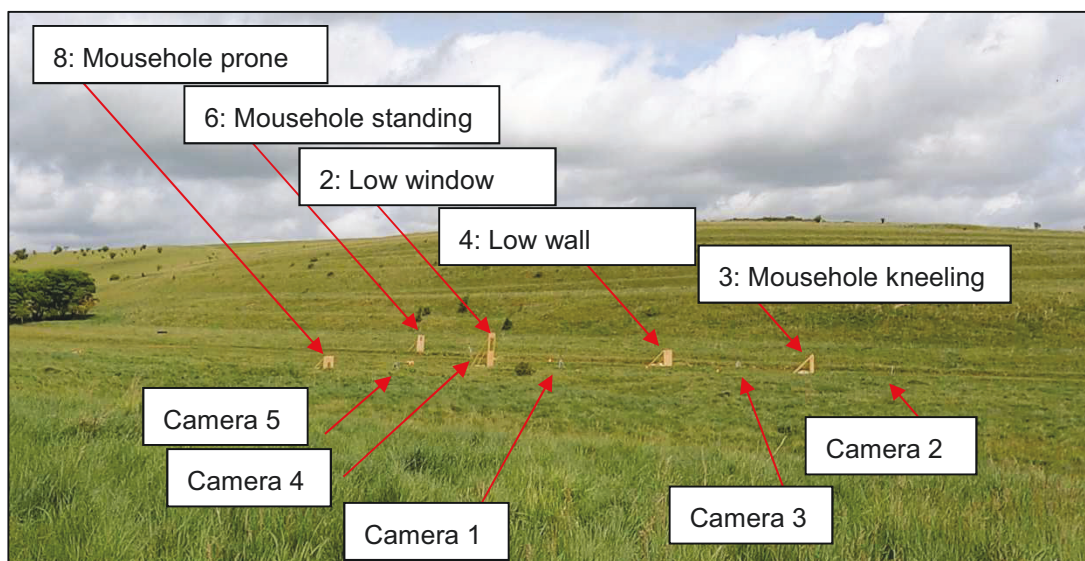 8: Mousehole prone
6: Mousehole standing
2: Low window
4: Low wall
3: Mousehole kneeling
Camera 5
Camera 4
Camera 1
Camera 3
Camera 2